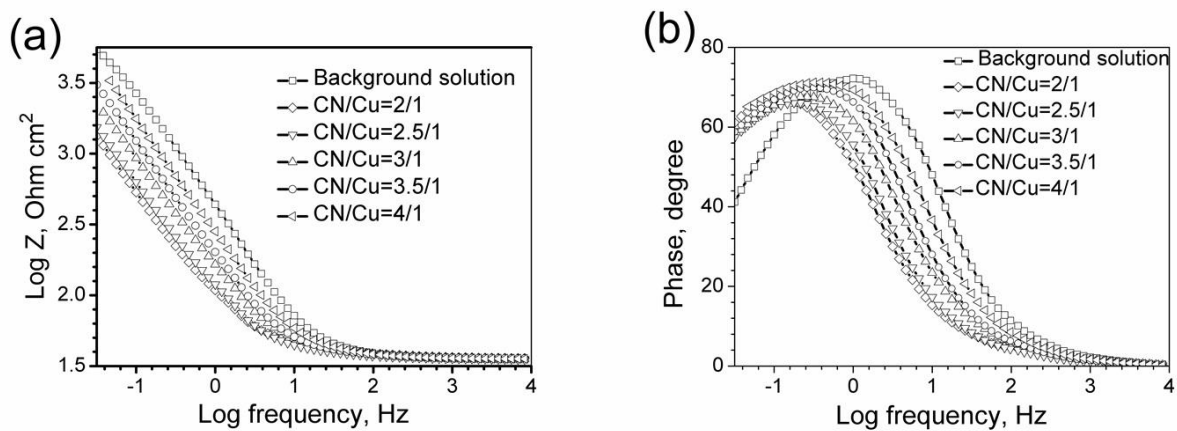 (a)
3.5
3.0
2.5
2.0
1.5
Log Z, Ohm cm²
Background solution
CN/Cu=2/1
CN/Cu=2.5/1
CN/Cu=3/1
CN/Cu=3.5/1
CN/Cu=4/1
-1 0 1 2 3 4
Log frequency, Hz
(b)
80
60
40
20
0
Phase, degree
Background solution
CN/Cu=2/1
CN/Cu=2.5/1
CN/Cu=3/1
CN/Cu=3.5/1
CN/Cu=4/1
-1 0 1 2 3 4
Log frequency, Hz